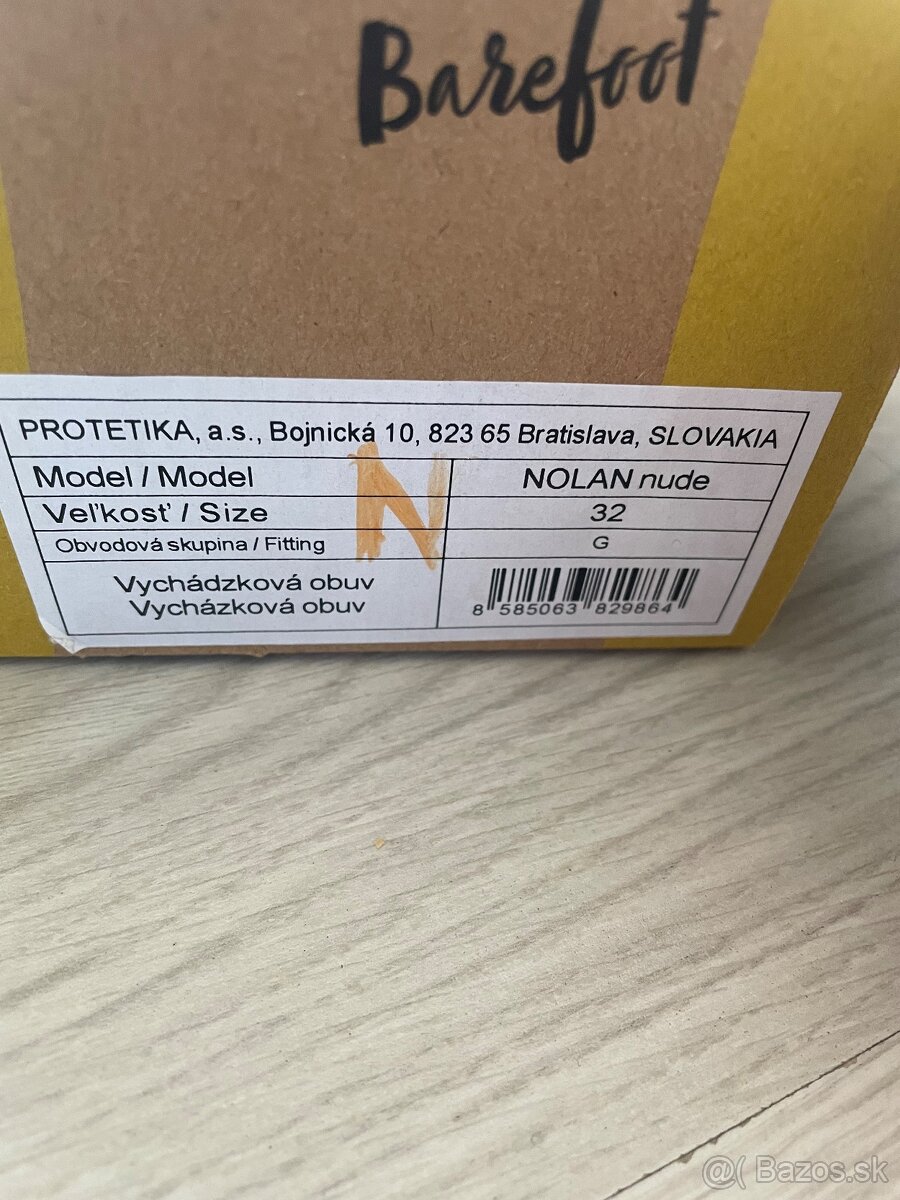 Barefoot
PROTETIKA, a.s., Bojnická 10, 823 65 Bratislava, SLOVAKIA
Model / Model NOLAN nude
Veľkosť / Size 32
Obvodová skupina / Fitting G
N
Vychádzková obuv
Vycházková obuv
8 585063 829864
@( Bazos.sk